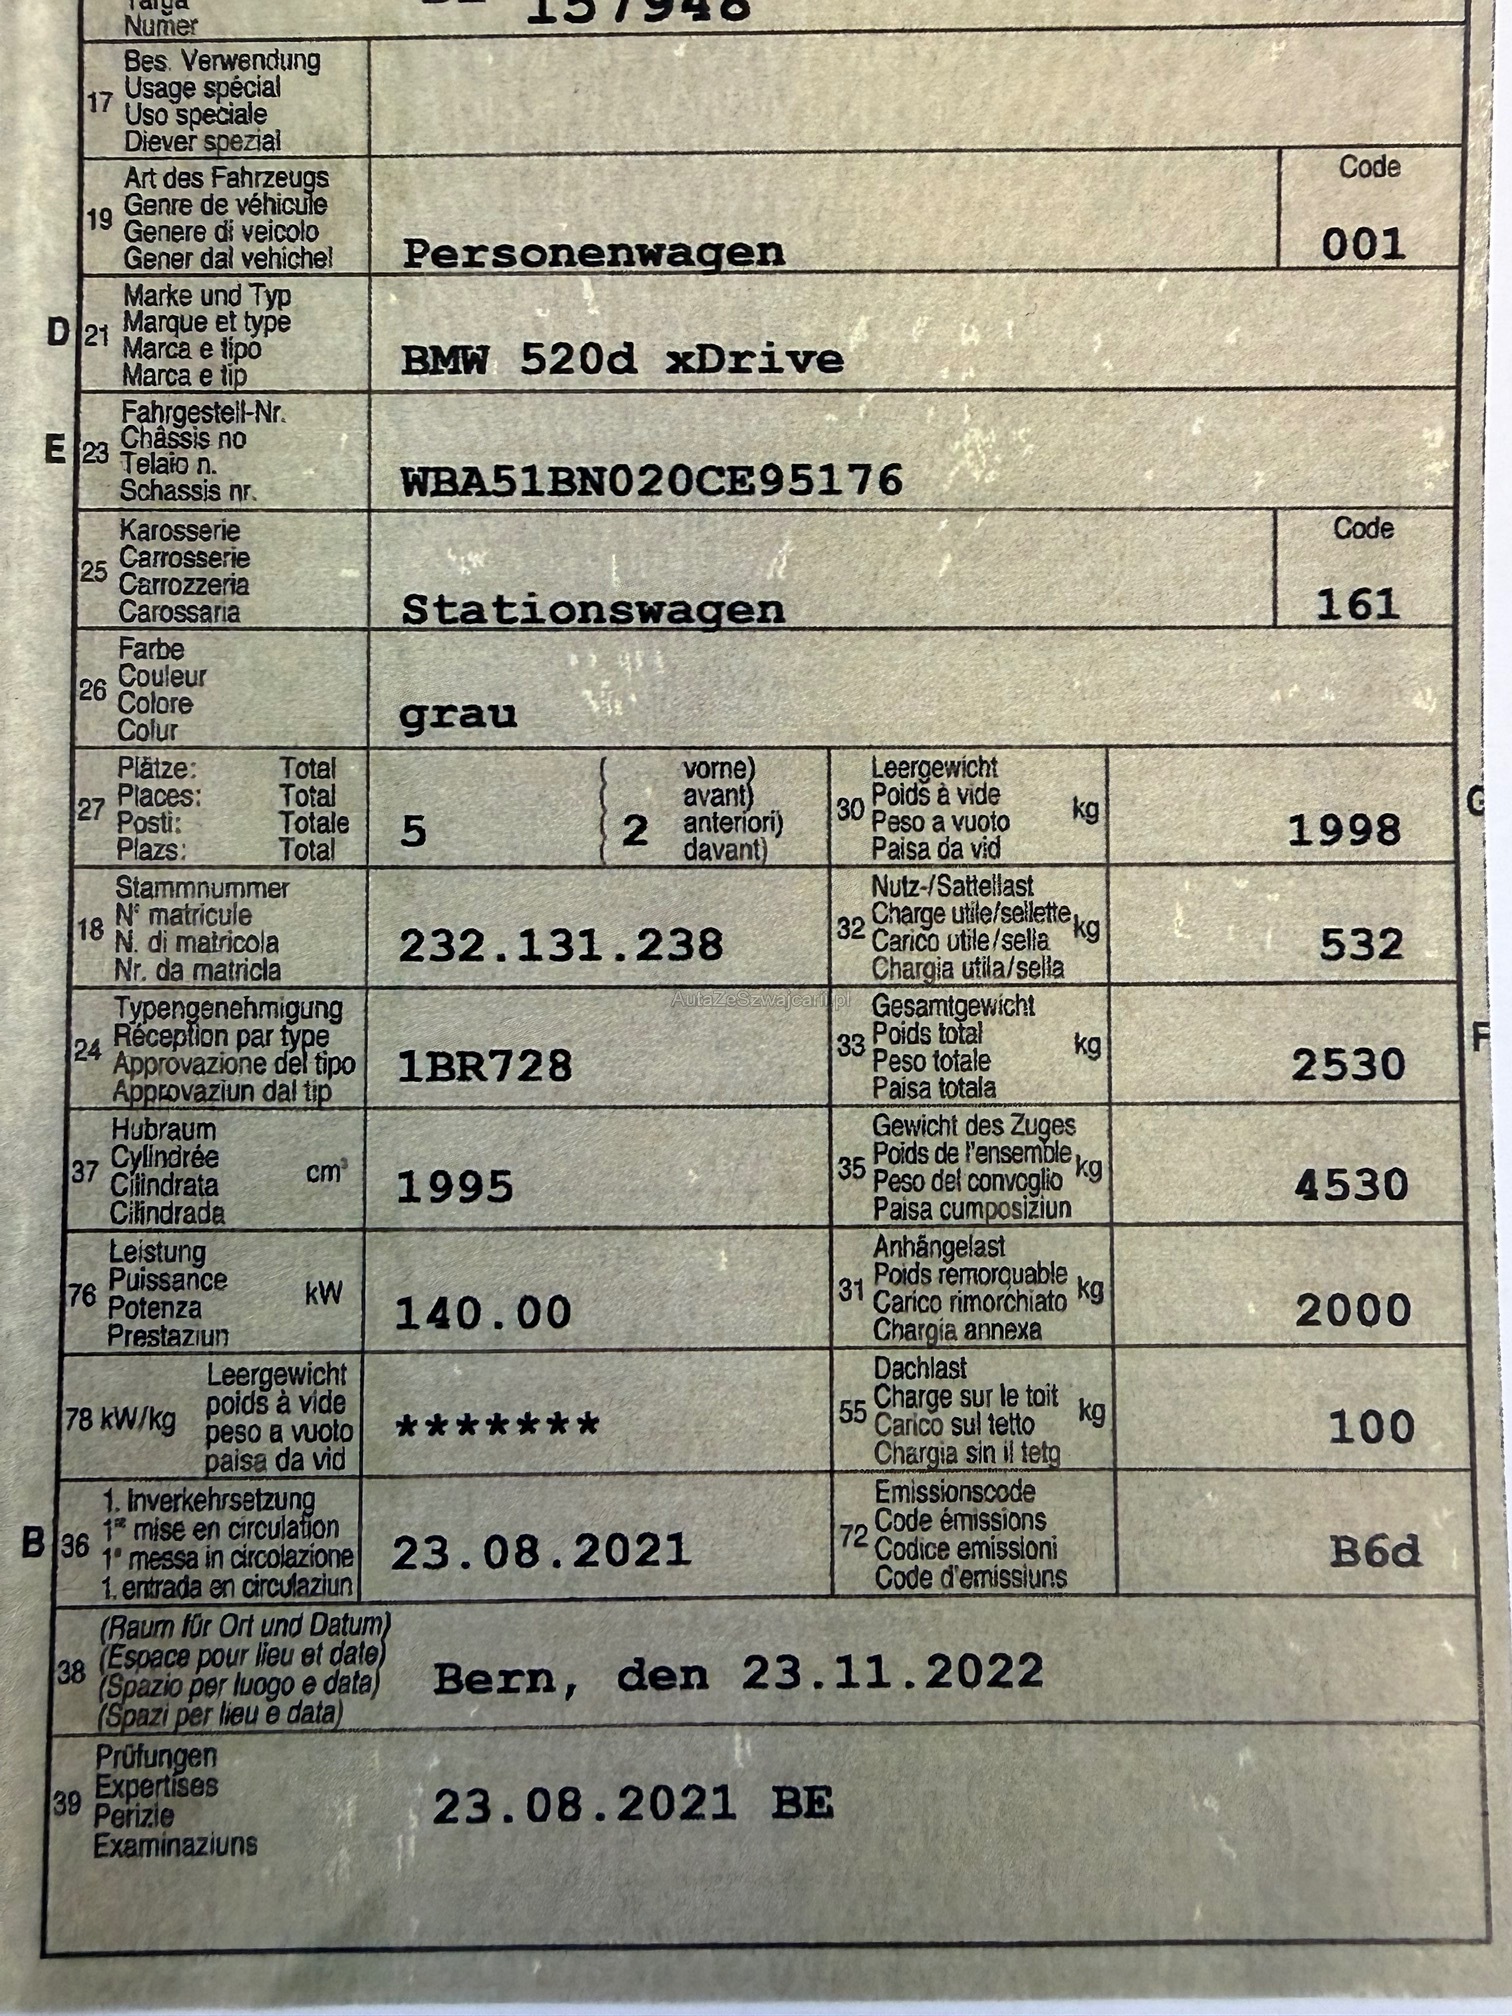 Targa
Numer
157948
17
Bes. Verwendung
Usage spécial
Uso speciale
Diever spezial
19
Art des Fahrzeugs
Genre de véhicule
Genere di veicolo
Gener dal vehichel
Personenwagen
Code
001
D 21
Marke und Typ
Marque et type
Marca e tipo
Marca e tip
BMW 520d xDrive
E 23
Fahrgestell-Nr.
Châssis no
Telaio n.
Schassis nr.
WBA51BN020CE95176
25
Karosserie
Carrosserie
Carrozzeria
Carossaria
Stationswagen
Code
161
26
Farbe
Couleur
Colore
Colur
grau
27
Plätze: Total
Places: Total
Posti: Totale
Plazs: Total
5
2
vorne)
avant)
anteriori)
davant)
30
Leergewicht
Poids à vide
Peso a vuoto
Paisa da vid
kg
1998
G
18
Stammnummer
N° matricule
N. di matricola
Nr. da matricla
232.131.238
32
Nutz-/Sattellast
Charge utile/sellette
Carico utile/sella
Chargia utila/sella
kg
532
AutaZeSzwajcarii.pl
24
Typengenehmigung
Réception par type
Approvazione del tipo
Approvaziun dal tip
1BR728
33
Gesamtgewicht
Poids total
Peso totale
Paisa totala
kg
2530
F
37
Hubraum
Cylindrée
Cilindrata
Cilindrada
cm³
1995
35
Gewicht des Zuges
Poids de l'ensemble
Peso del convoglio
Paisa cumposiziun
kg
4530
76
Leistung
Puissance
Potenza
Prestaziun
kW
140.00
31
Anhängelast
Poids remorquable
Carico rimorchiato
Chargia annexa
kg
2000
78 kW/kg
Leergewicht
poids à vide
peso a vuoto
paisa da vid
*******
55
Dachlast
Charge sur le toit
Carico sul tetto
Chargia sin il tetg
kg
100
B 36
1. Inverkehrsetzung
1re mise en circulation
1a messa in circolazione
1. entrada en circulaziun
23.08.2021
72
Emissionscode
Code émissions
Codice emissioni
Code d'emissiuns
B6d
38
(Raum für Ort und Datum)
(Espace pour lieu et date)
(Spazio per luogo e data)
(Spazi per lieu e data)
Bern, den 23.11.2022
39
Prüfungen
Expertises
Perizie
Examinaziuns
23.08.2021 BE